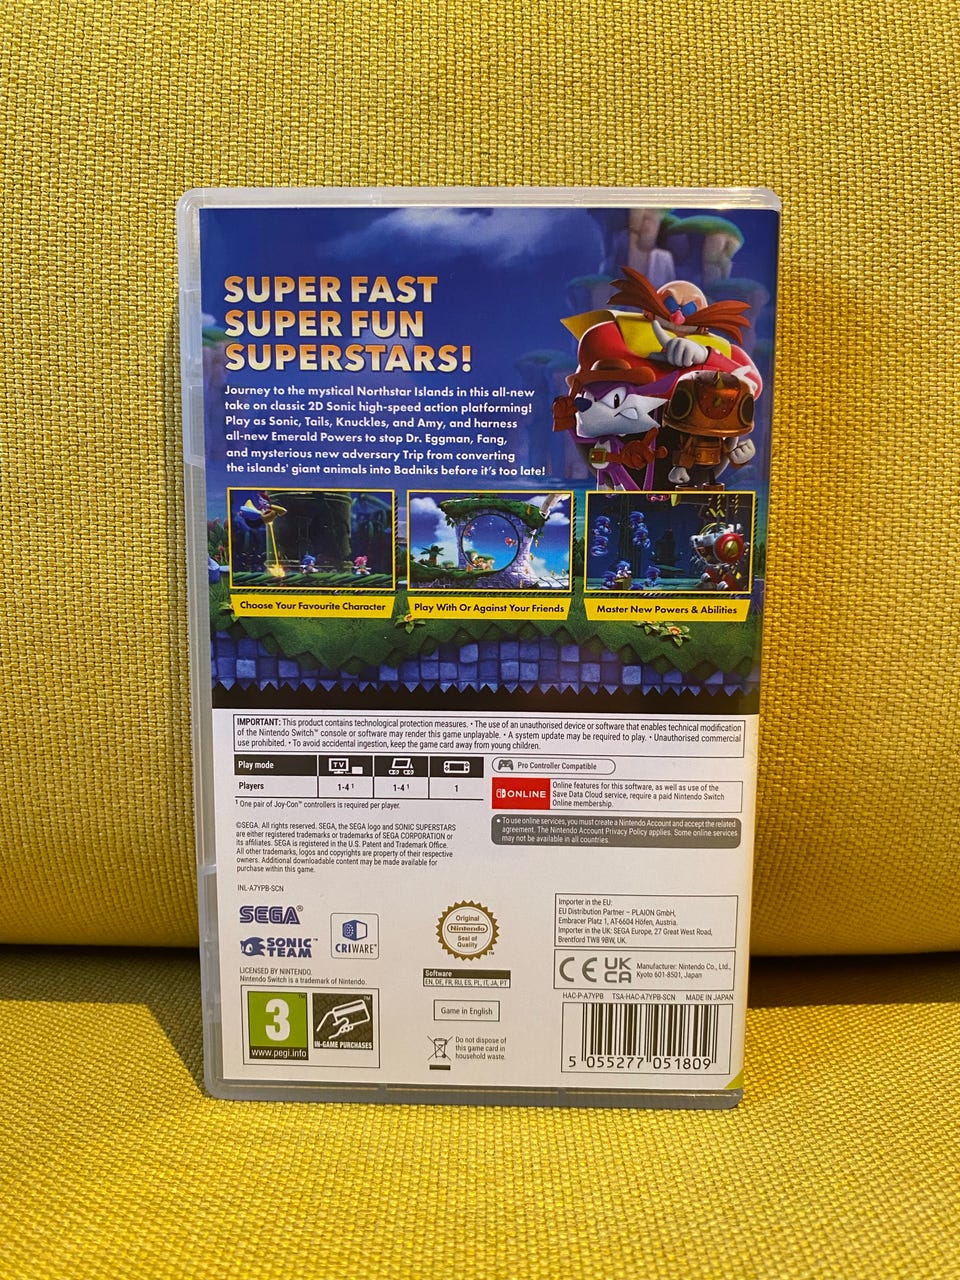 SUPER FAST
SUPER FUN
SUPERSTARS!
Journey to the mystical Northstar Islands in this all-new
take on classic 2D Sonic high-speed action platforming!
Play as Sonic, Tails, Knuckles, and Amy, and harness
all-new Emerald Powers to stop Dr. Eggman, Fang,
and mysterious new adversary Trip from converting
the islands' giant animals into Badniks before it's too late!
Choose Your Favourite Character
Play With Or Against Your Friends
Master New Powers & Abilities
IMPORTANT: This product contains technological protection measures. • The use of an unauthorised device or software that enables technical modification
of the Nintendo Switch™ console or software may render this game unplayable. • A system update may be required to play. • Unauthorised commercial
use prohibited. • To avoid accidental ingestion, keep the game card away from young children.
Play mode
TV
Players
1-4 ¹
1-4 ¹
1
¹ One pair of Joy-Con™ controllers is required per player.
Pro Controller Compatible
ONLINE
Online features for this software, as well as use of the
Save Data Cloud service, require a paid Nintendo Switch
Online membership.
• To use online services, you must create a Nintendo Account and accept the related
agreement. The Nintendo Account Privacy Policy applies. Some online services
may not be available in all countries.
©SEGA. All rights reserved. SEGA, the SEGA logo and SONIC SUPERSTARS
are either registered trademarks or trademarks of SEGA CORPORATION or
its affiliates. SEGA is registered in the U.S. Patent and Trademark Office.
All other trademarks, logos and copyrights are property of their respective
owners. Additional downloadable content may be made available for
purchase within this game.
INL-A7YPB-SCN
SEGA®
SONIC
TEAM™
CRIWARE™
Original
Nintendo
Seal of
Quality
™
Importer in the EU:
EU Distribution Partner – PLAION GmbH,
Embracer Platz 1, AT-6604 Höfen, Austria.
Importer in the UK: SEGA Europe, 27 Great West Road,
Brentford TW8 9BW, UK.
LICENSED BY NINTENDO.
Nintendo Switch is a trademark of Nintendo.
Software
EN, DE, FR, RU, ES, PL, IT, JA, PT
CE UK
CA
Manufacturer: Nintendo Co., Ltd.,
Kyoto 601-8501, Japan
HAC-P-A7YPB TSA-HAC-A7YPB-SCN MADE IN JAPAN
3
™
www.pegi.info
™
IN-GAME PURCHASES
Game in English
Do not dispose of
this game card in
household waste.
5 055277 051809